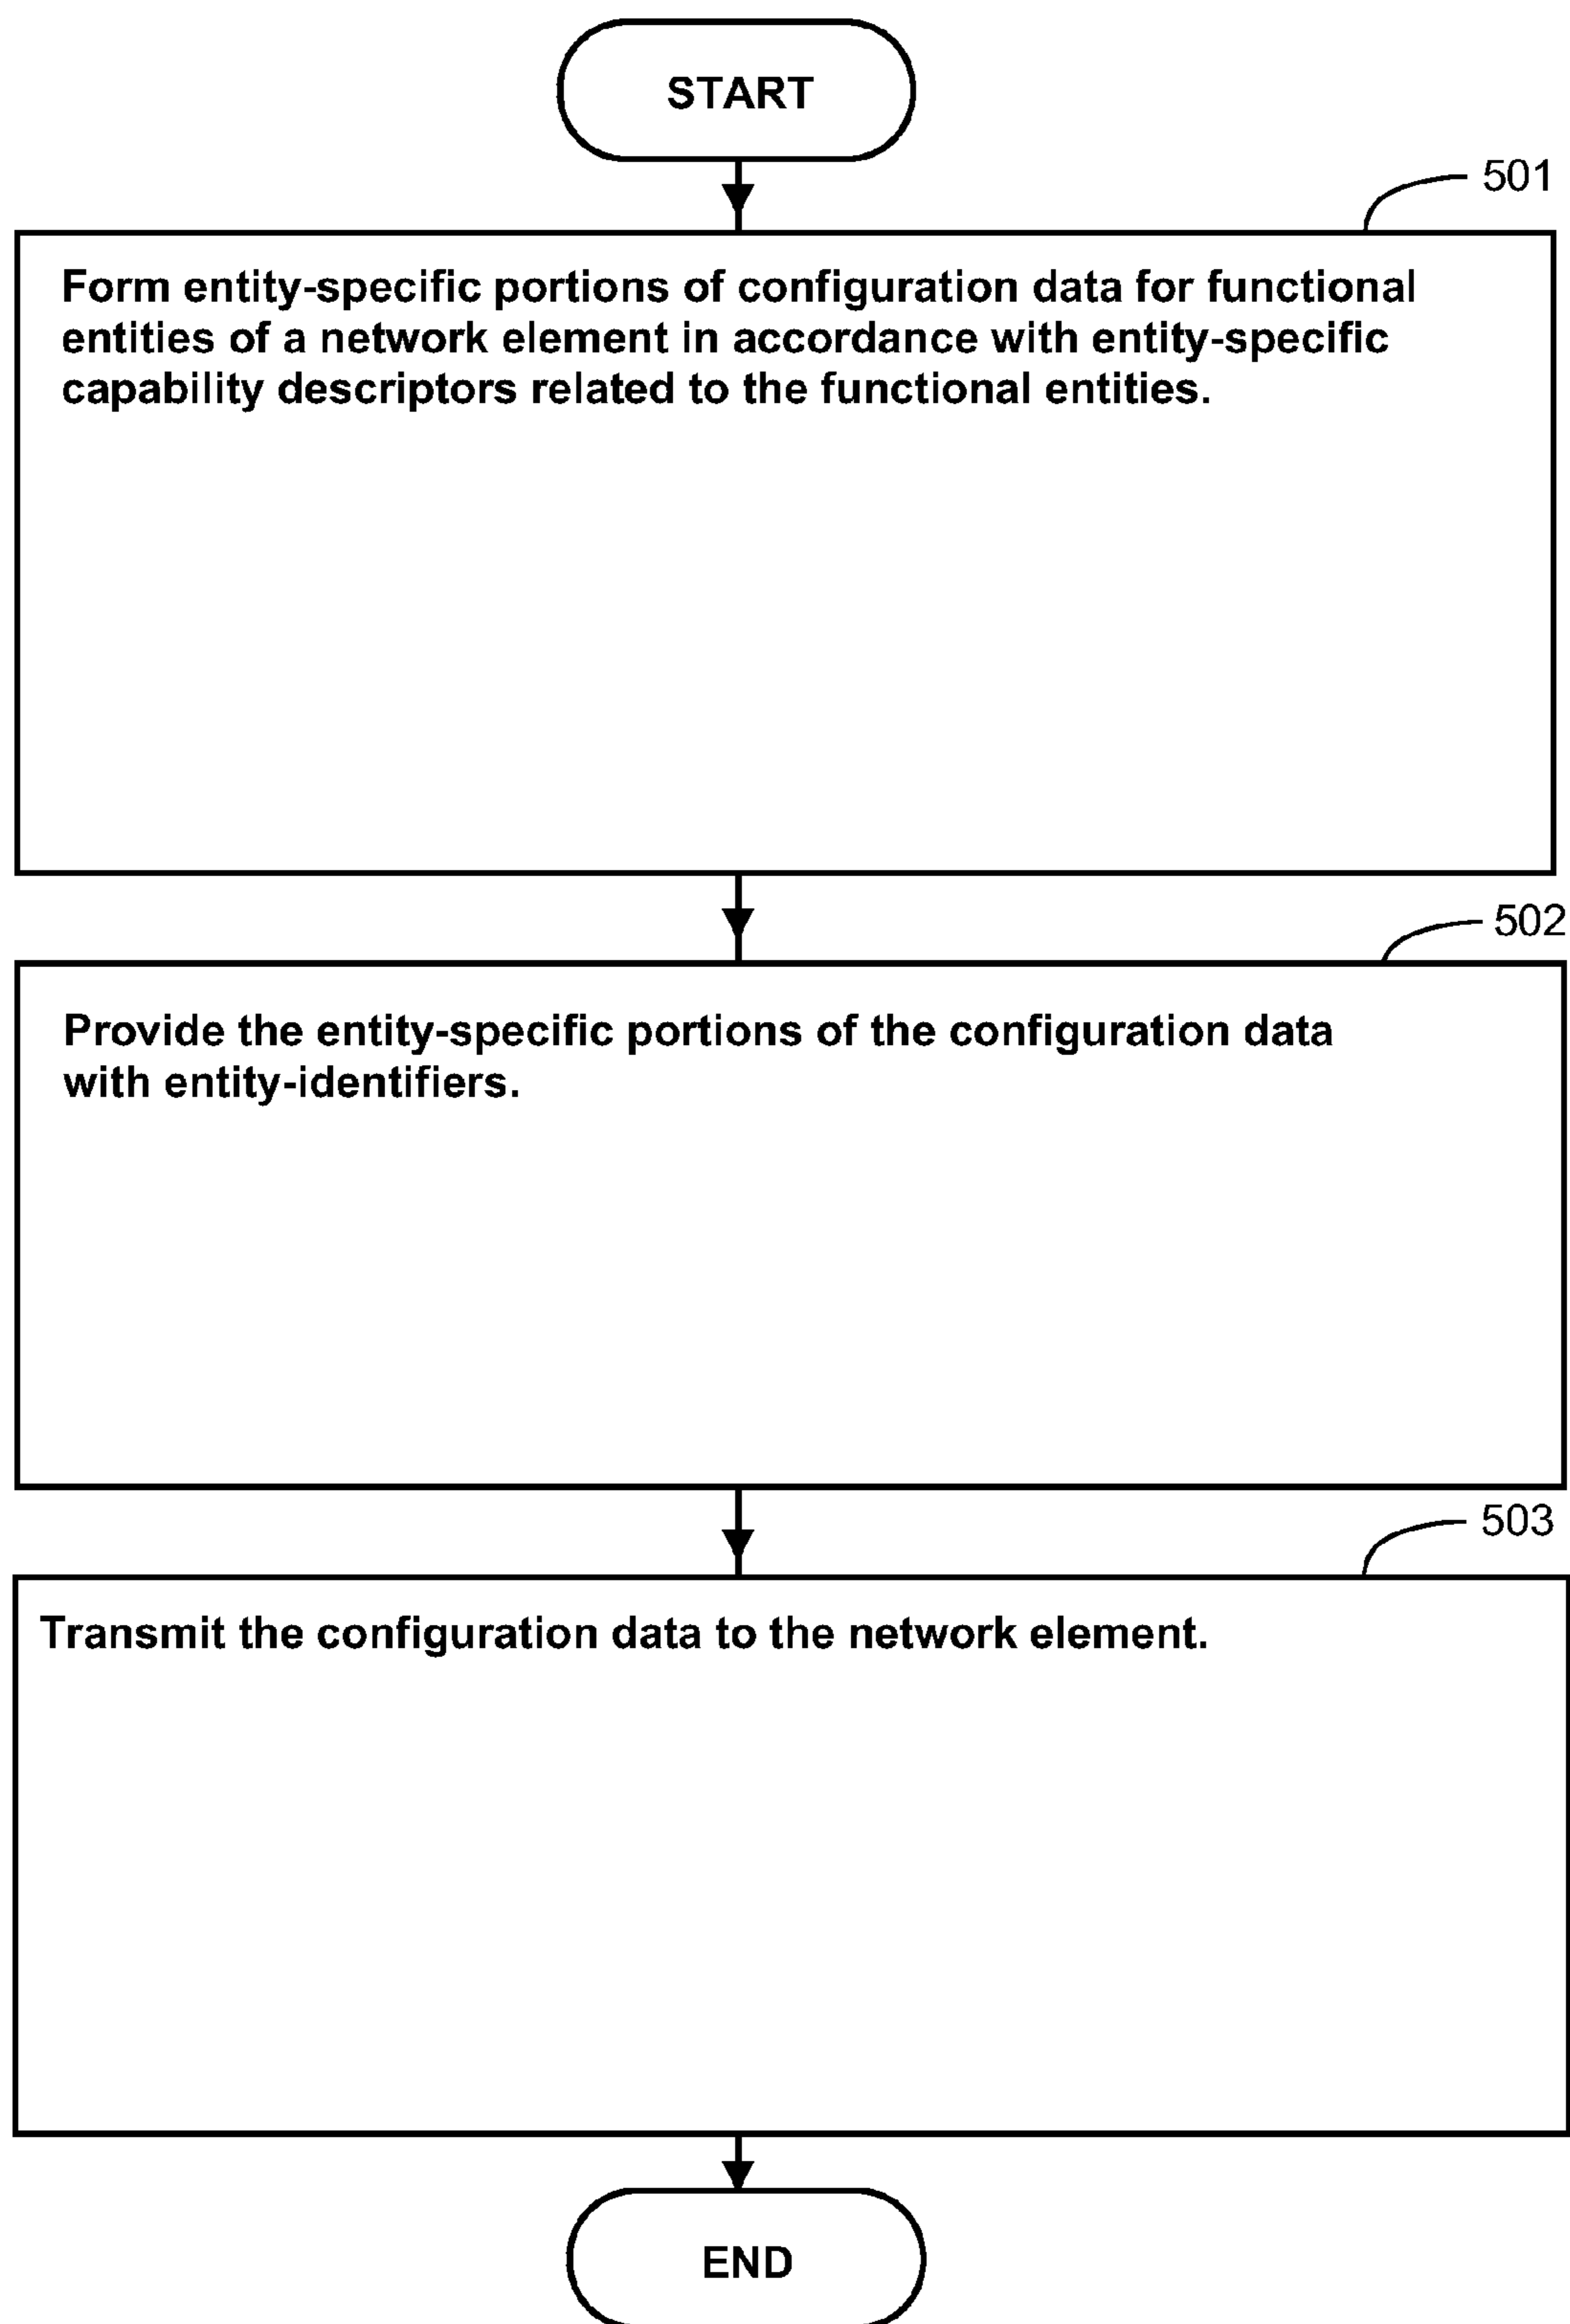 START
501
Form entity-specific portions of configuration data for functional
entities of a network element in accordance with entity-specific
capability descriptors related to the functional entities.
502
Provide the entity-specific portions of the configuration data
with entity-identifiers.
503
Transmit the configuration data to the network element.
END